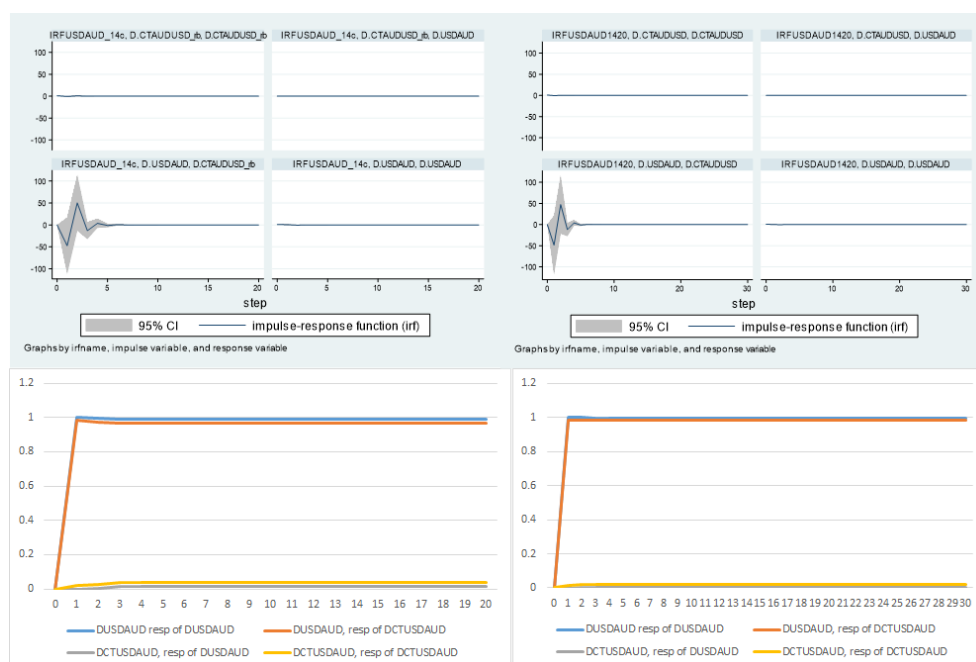 IRFUSDAUD_14c, D.CTAUDUSD_rb, D.CTAUDUSD_rb
IRFUSDAUD_14c, D.CTAUDUSD_rb, D.USDAUD
100
50
0
-50
-100
IRFUSDAUD_14c, D.USDAUD, D.CTAUDUSD_rb
IRFUSDAUD_14c, D.USDAUD, D.USDAUD
100
50
0
-50
-100
0 5 10 15 20
0 5 10 15 20
step
95% CI impulse-response function (irf)
Graphs by irfname, impulse variable, and response variable
IRFUSDAUD1420, D.CTAUDUSD, D.CTAUDUSD
IRFUSDAUD1420, D.CTAUDUSD, D.USDAUD
100
50
0
-50
-100
IRFUSDAUD1420, D.USDAUD, D.CTAUDUSD
IRFUSDAUD1420, D.USDAUD, D.USDAUD
100
50
0
-50
-100
0 10 20 30
0 10 20 30
step
95% CI impulse-response function (irf)
Graphs by irfname, impulse variable, and response variable
1.2
1
0.8
0.6
0.4
0.2
0
0 1 2 3 4 5 6 7 8 9 10 11 12 13 14 15 16 17 18 19 20
DUSDAUD resp of DUSDAUD
DUSDAUD, resp of DCTUSDAUD
DCTUSDAUD, resp of DUSDAUD
DCTUSDAUD, resp of DCTUSDAUD
1.2
1
0.8
0.6
0.4
0.2
0
0 1 2 3 4 5 6 7 8 9 10 11 12 13 14 15 16 17 18 19 20 21 22 23 24 25 26 27 28 29 30
DUSDAUD resp of DUSDAUD
DUSDAUD, resp of DCTUSDAUD
DCTUSDAUD, resp of DUSDAUD
DCTUSDAUD, resp of DCTUSDAUD